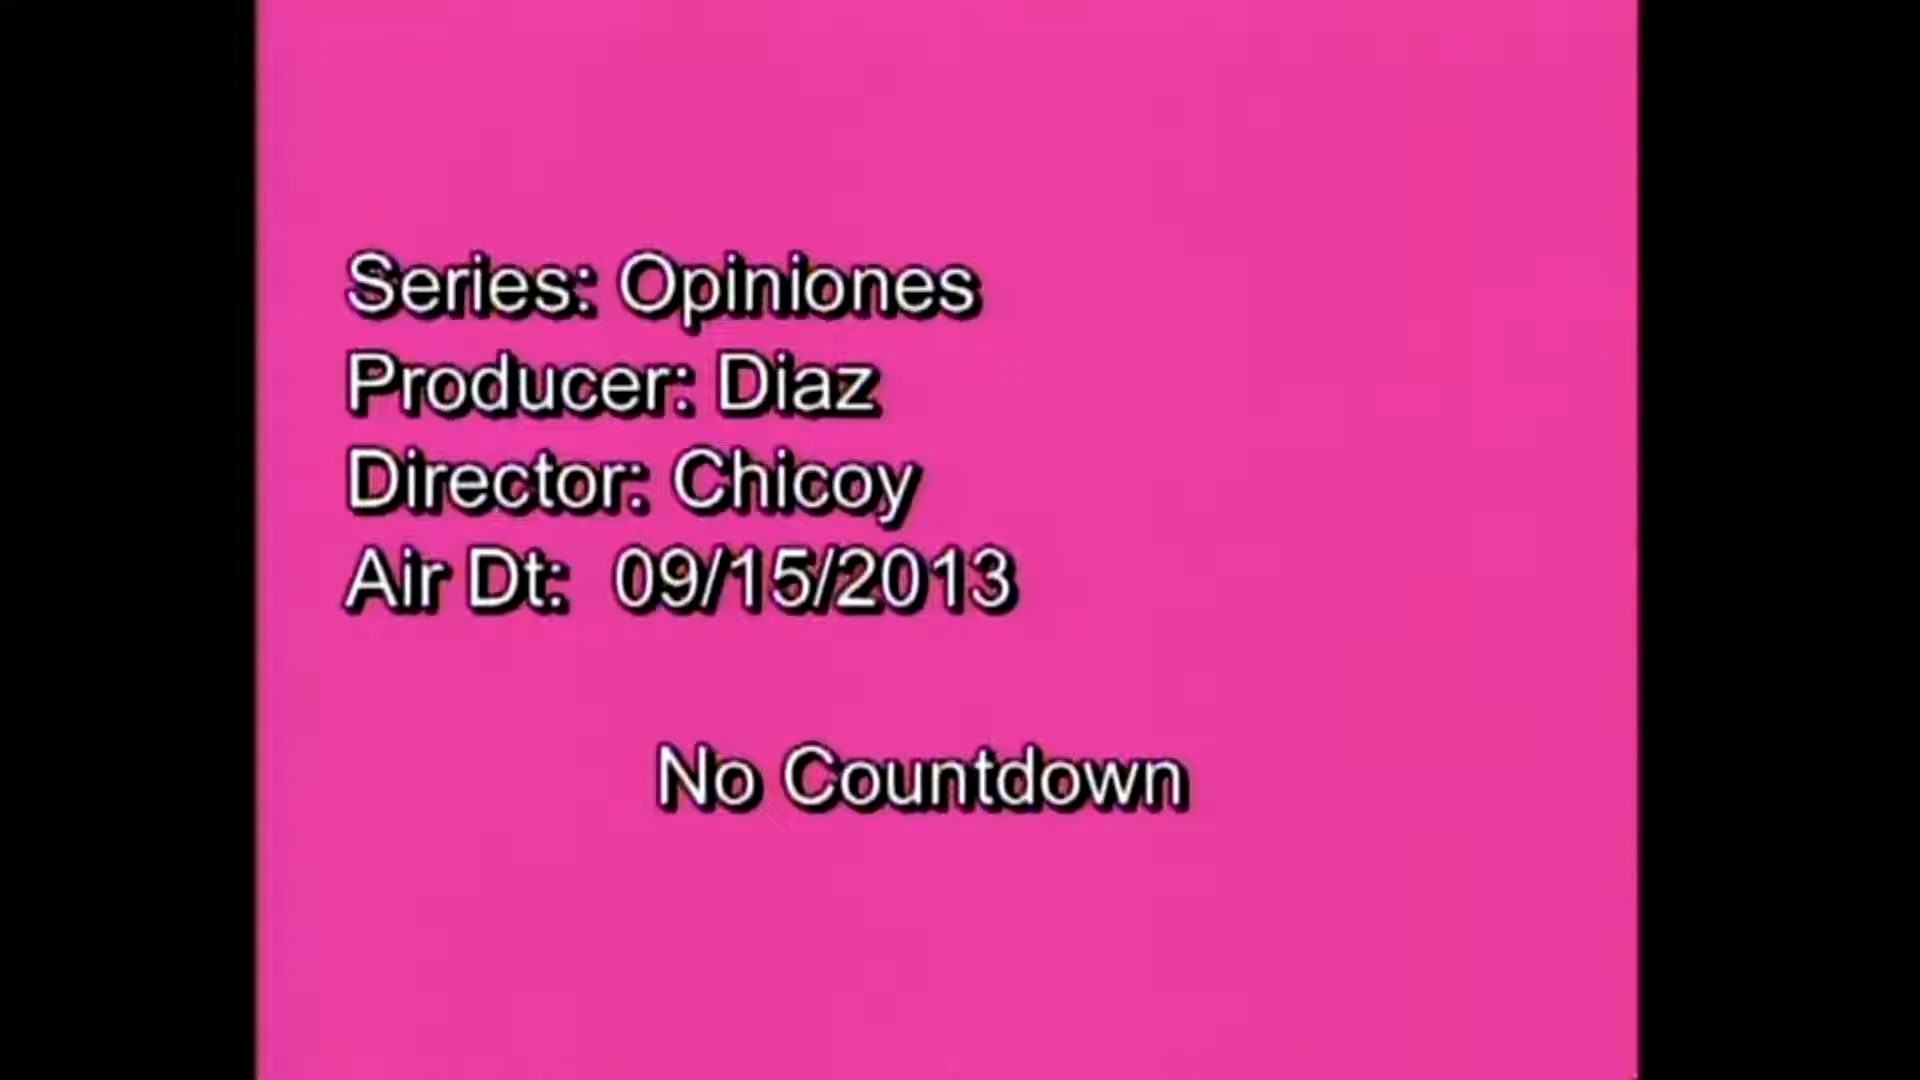 Series: Opiniones
Producer: Diaz
Director: Chicoy
Air Dt: 09/15/2013
No Countdown